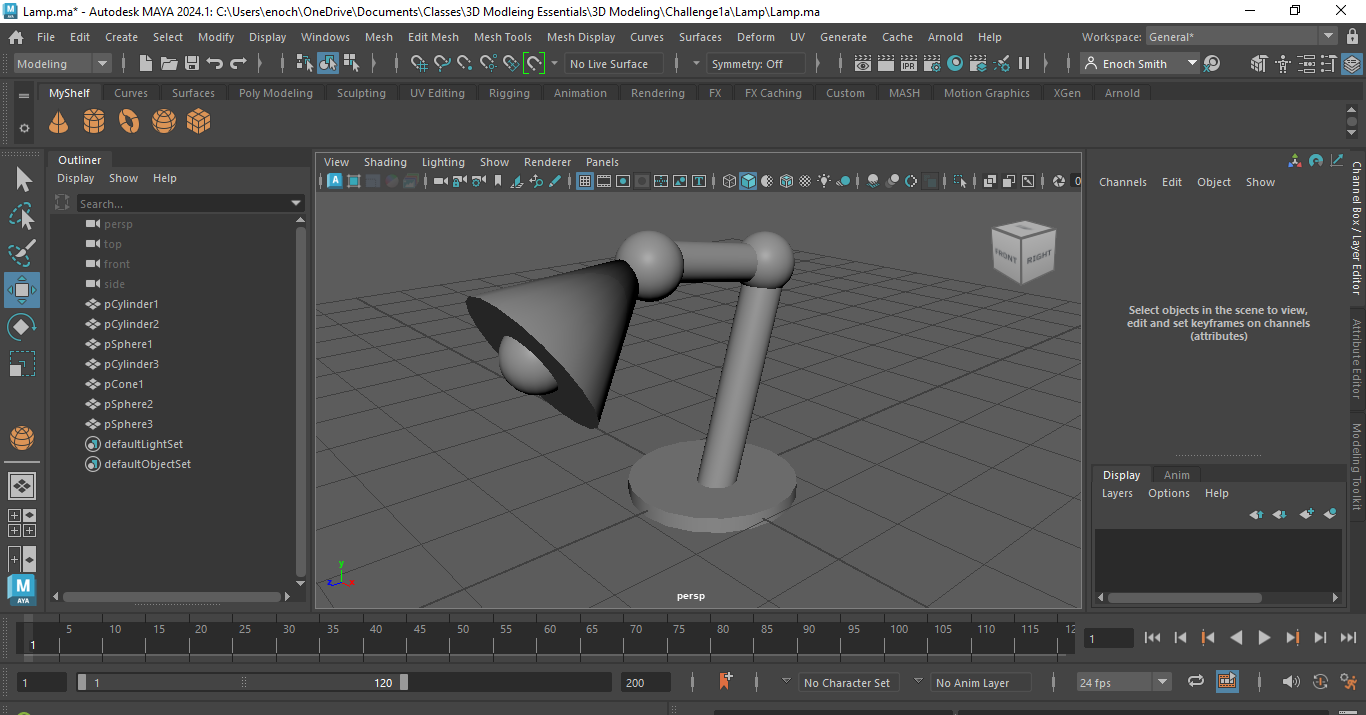 Lamp.ma* - Autodesk MAYA 2024.1: C:\Users\enoch\OneDrive\Documents\Classes\3D Modleing Essentials\3D Modeling\Challenge1a\Lamp\Lamp.ma
File Edit Create Select Modify Display Windows Mesh Edit Mesh Mesh Tools Mesh Display Curves Surfaces Deform UV Generate Cache Arnold Help Workspace: General*
Modeling No Live Surface Symmetry: Off IPR Enoch Smith
MyShelf Curves Surfaces Poly Modeling Sculpting UV Editing Rigging Animation Rendering FX FX Caching Custom MASH Motion Graphics XGen Arnold
Outliner
Display Show Help
Search...
persp
top
front
side
pCylinder1
pCylinder2
pSphere1
pCylinder3
pCone1
pSphere2
pSphere3
defaultLightSet
defaultObjectSet
M
AYA
View Shading Lighting Show Renderer Panels
FRONT RIGHT
y
z x
persp
Channels Edit Object Show
Select objects in the scene to view,
edit and set keyframes on channels
(attributes)
Display Anim
Layers Options Help
Channel Box / Layer Editor
Attribute Editor
Modeling Toolkit
5 10 15 20 25 30 35 40 45 50 55 60 65 70 75 80 85 90 95 100 105 110 115 12
1 1
1 1 120 200 No Character Set No Anim Layer 24 fps